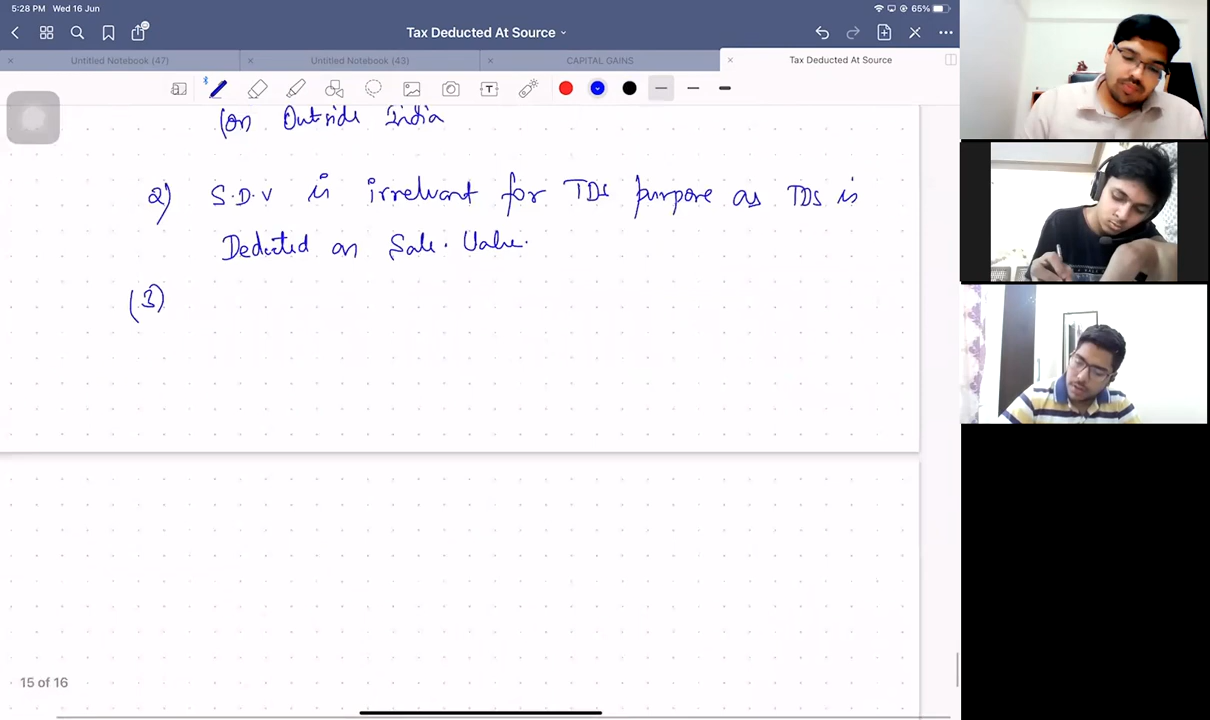 5:28 PM Wed 16 Jun
65%
Tax Deducted At Source
Untitled Notebook (47)
Untitled Notebook (43)
CAPITAL GAINS
Tax Deducted At Source
(on Outside India
2) S.D.V is irrelvant for TDS purpose as TDS is
Deducted on Sale. Value.
(3)
15 of 16